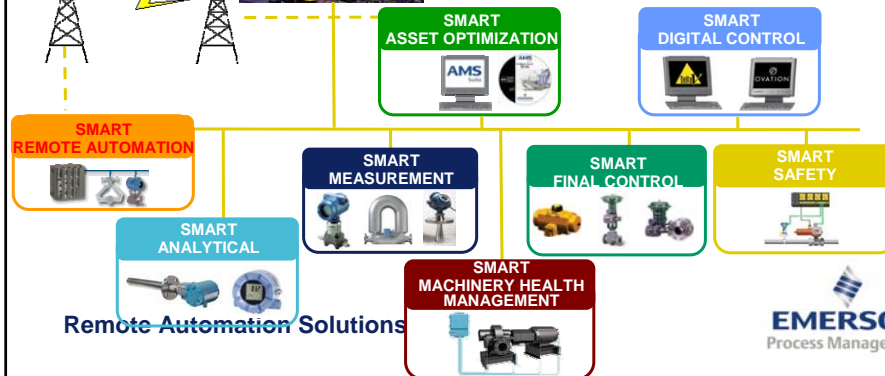 SMART
ASSET OPTIMIZATION
AMS
Suite
SMART
DIGITAL CONTROL
OVATION
SMART
REMOTE AUTOMATION
SMART
MEASUREMENT
SMART
FINAL CONTROL
SMART
SAFETY
SMART
ANALYTICAL
SMART
MACHINERY HEALTH
MANAGEMENT
Remote Automation Solutions
EMERSO
Process Manage